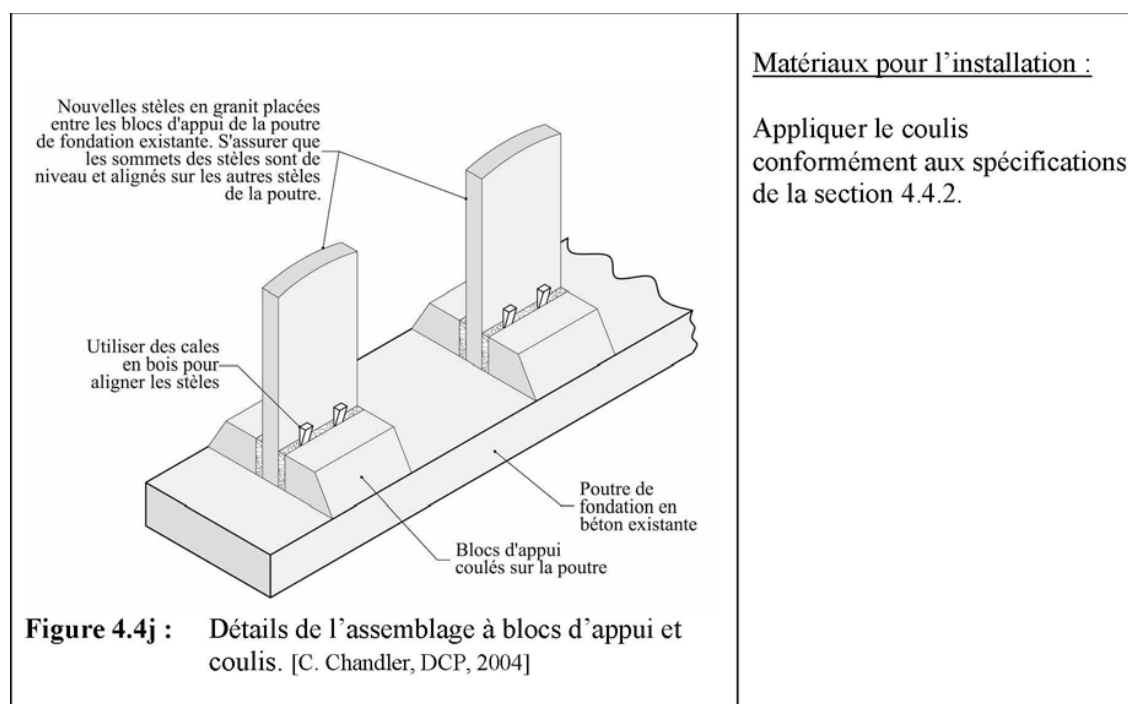 Nouvelles stèles en granit placées
entre les blocs d'appui de la poutre
de fondation existante. S'assurer que
les sommets des stèles sont de
niveau et alignés sur les autres stèles
de la poutre.
Utiliser des cales
en bois pour
aligner les stèles
Poutre de
fondation en
béton existante
Blocs d'appui
coulés sur la poutre
Figure 4.4j : Détails de l’assemblage à blocs d’appui et
coulis. [C. Chandler, DCP, 2004]
Matériaux pour l’installation :
Appliquer le coulis
conformément aux spécifications
de la section 4.4.2.